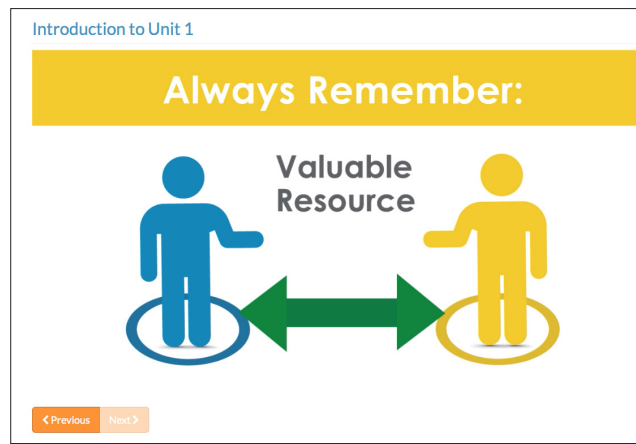 Introduction to Unit 1
Always Remember:
Valuable
Resource
Previous Next